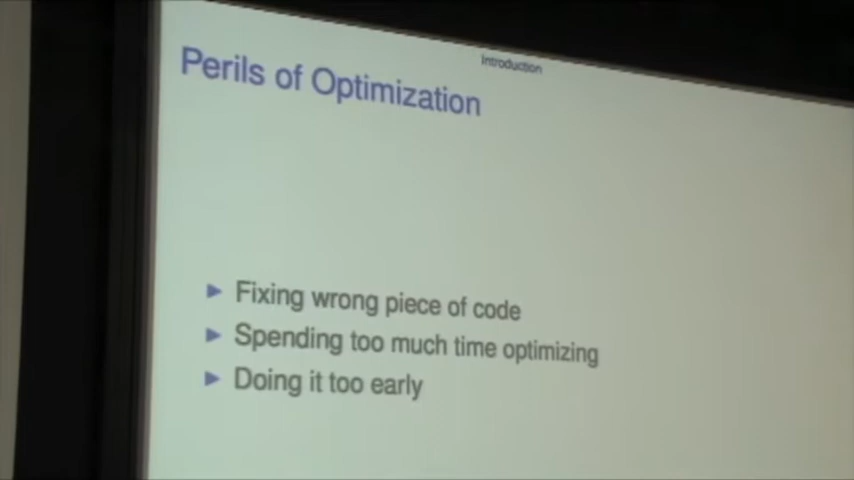 Introduction
Perils of Optimization
Fixing wrong piece of code
Spending too much time optimizing
Doing it too early